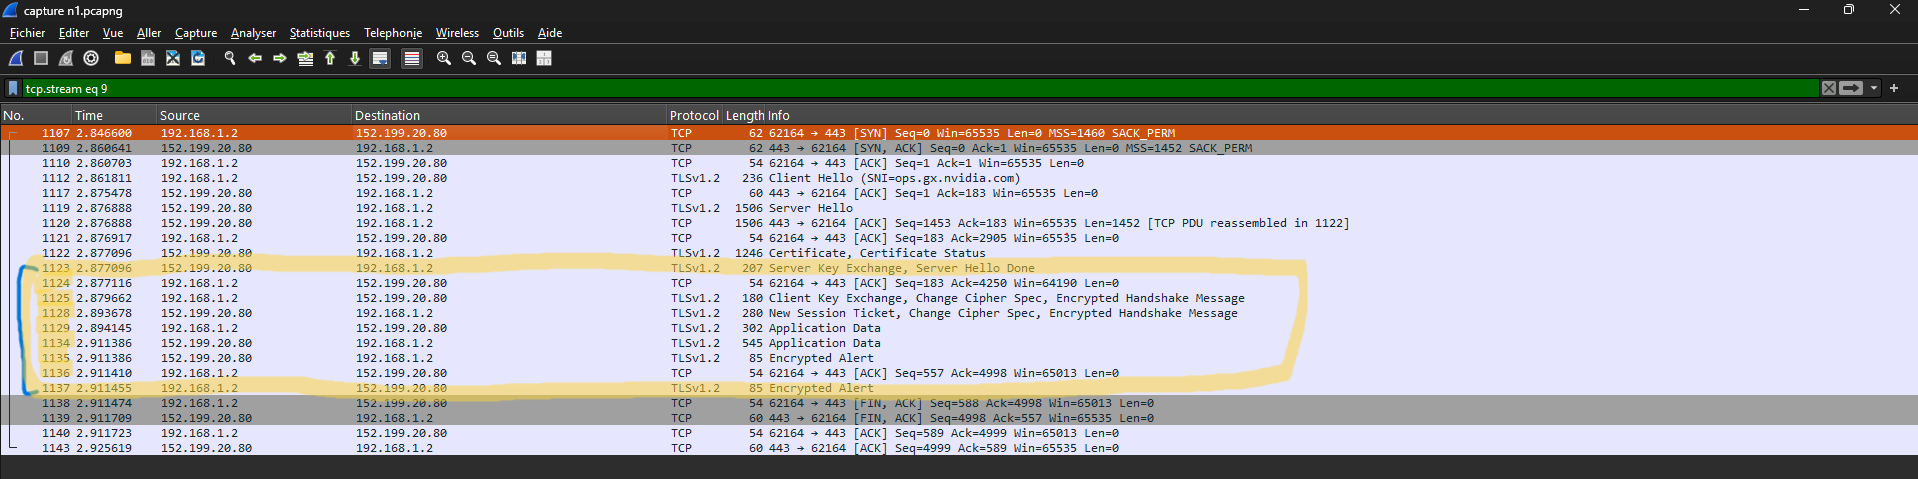 capture n1.pcapng
Fichier Editer Vue Aller Capture Analyser Statistiques Telephonie Wireless Outils Aide
tcp.stream eq 9
No. Time Source Destination Protocol Length Info
1107 2.846600 192.168.1.2 152.199.20.80 TCP 62 62164 → 443 [SYN] Seq=0 Win=65535 Len=0 MSS=1460 SACK_PERM
1109 2.860641 152.199.20.80 192.168.1.2 TCP 62 443 → 62164 [SYN, ACK] Seq=0 Ack=1 Win=65535 Len=0 MSS=1452 SACK_PERM
1110 2.860703 192.168.1.2 152.199.20.80 TCP 54 62164 → 443 [ACK] Seq=1 Ack=1 Win=65535 Len=0
1112 2.861811 192.168.1.2 152.199.20.80 TLSv1.2 236 Client Hello (SNI=ops.gx.nvidia.com)
1117 2.875478 152.199.20.80 192.168.1.2 TCP 60 443 → 62164 [ACK] Seq=1 Ack=183 Win=65535 Len=0
1119 2.876888 152.199.20.80 192.168.1.2 TLSv1.2 1506 Server Hello
1120 2.876888 152.199.20.80 192.168.1.2 TCP 1506 443 → 62164 [ACK] Seq=1453 Ack=183 Win=65535 Len=1452 [TCP PDU reassembled in 1122]
1121 2.876917 192.168.1.2 152.199.20.80 TCP 54 62164 → 443 [ACK] Seq=183 Ack=2905 Win=65535 Len=0
1122 2.877096 152.199.20.80 192.168.1.2 TLSv1.2 1246 Certificate, Certificate Status
1123 2.877096 152.199.20.80 192.168.1.2 TLSv1.2 207 Server Key Exchange, Server Hello Done
1124 2.877116 192.168.1.2 152.199.20.80 TCP 54 62164 → 443 [ACK] Seq=183 Ack=4250 Win=64190 Len=0
1125 2.879662 192.168.1.2 152.199.20.80 TLSv1.2 180 Client Key Exchange, Change Cipher Spec, Encrypted Handshake Message
1128 2.893678 152.199.20.80 192.168.1.2 TLSv1.2 280 New Session Ticket, Change Cipher Spec, Encrypted Handshake Message
1129 2.894145 192.168.1.2 152.199.20.80 TLSv1.2 302 Application Data
1134 2.911386 152.199.20.80 192.168.1.2 TLSv1.2 545 Application Data
1135 2.911386 152.199.20.80 192.168.1.2 TLSv1.2 85 Encrypted Alert
1136 2.911410 192.168.1.2 152.199.20.80 TCP 54 62164 → 443 [ACK] Seq=557 Ack=4998 Win=65013 Len=0
1137 2.911455 192.168.1.2 152.199.20.80 TLSv1.2 85 Encrypted Alert
1138 2.911474 192.168.1.2 152.199.20.80 TCP 54 62164 → 443 [FIN, ACK] Seq=588 Ack=4998 Win=65013 Len=0
1139 2.911709 152.199.20.80 192.168.1.2 TCP 60 443 → 62164 [FIN, ACK] Seq=4998 Ack=557 Win=65535 Len=0
1140 2.911723 192.168.1.2 152.199.20.80 TCP 54 62164 → 443 [ACK] Seq=589 Ack=4999 Win=65013 Len=0
1143 2.925619 152.199.20.80 192.168.1.2 TCP 60 443 → 62164 [ACK] Seq=4999 Ack=589 Win=65535 Len=0